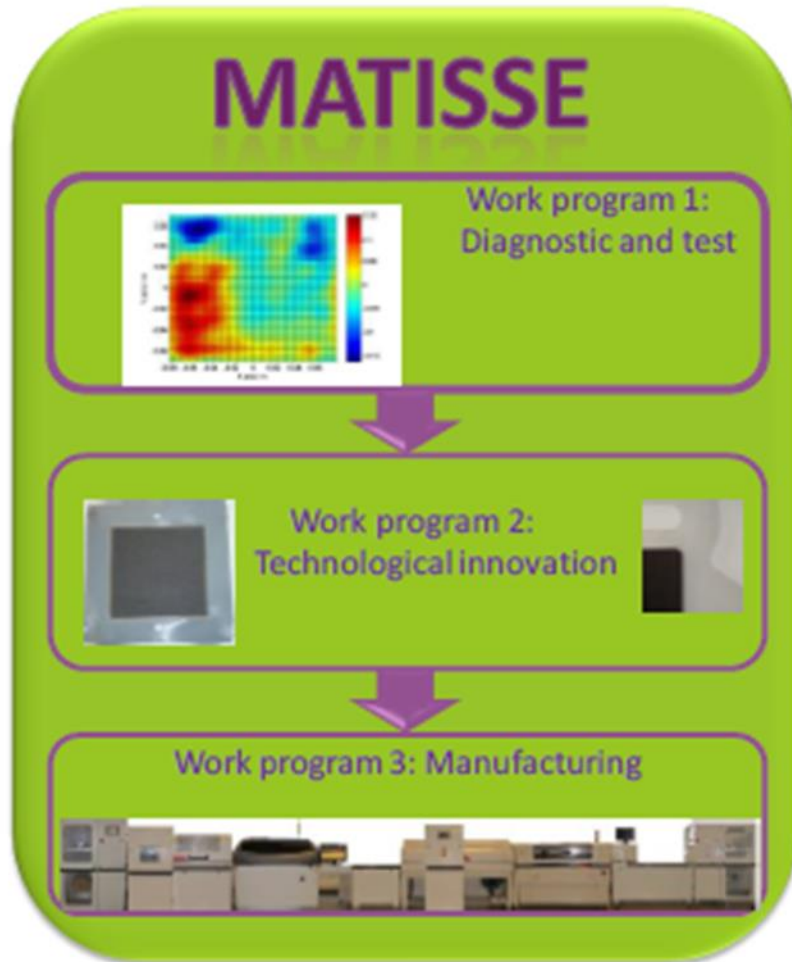 MATISSE
Work program 1:
Diagnostic and test
Work program 2:
Technological innovation
Work program 3: Manufacturing